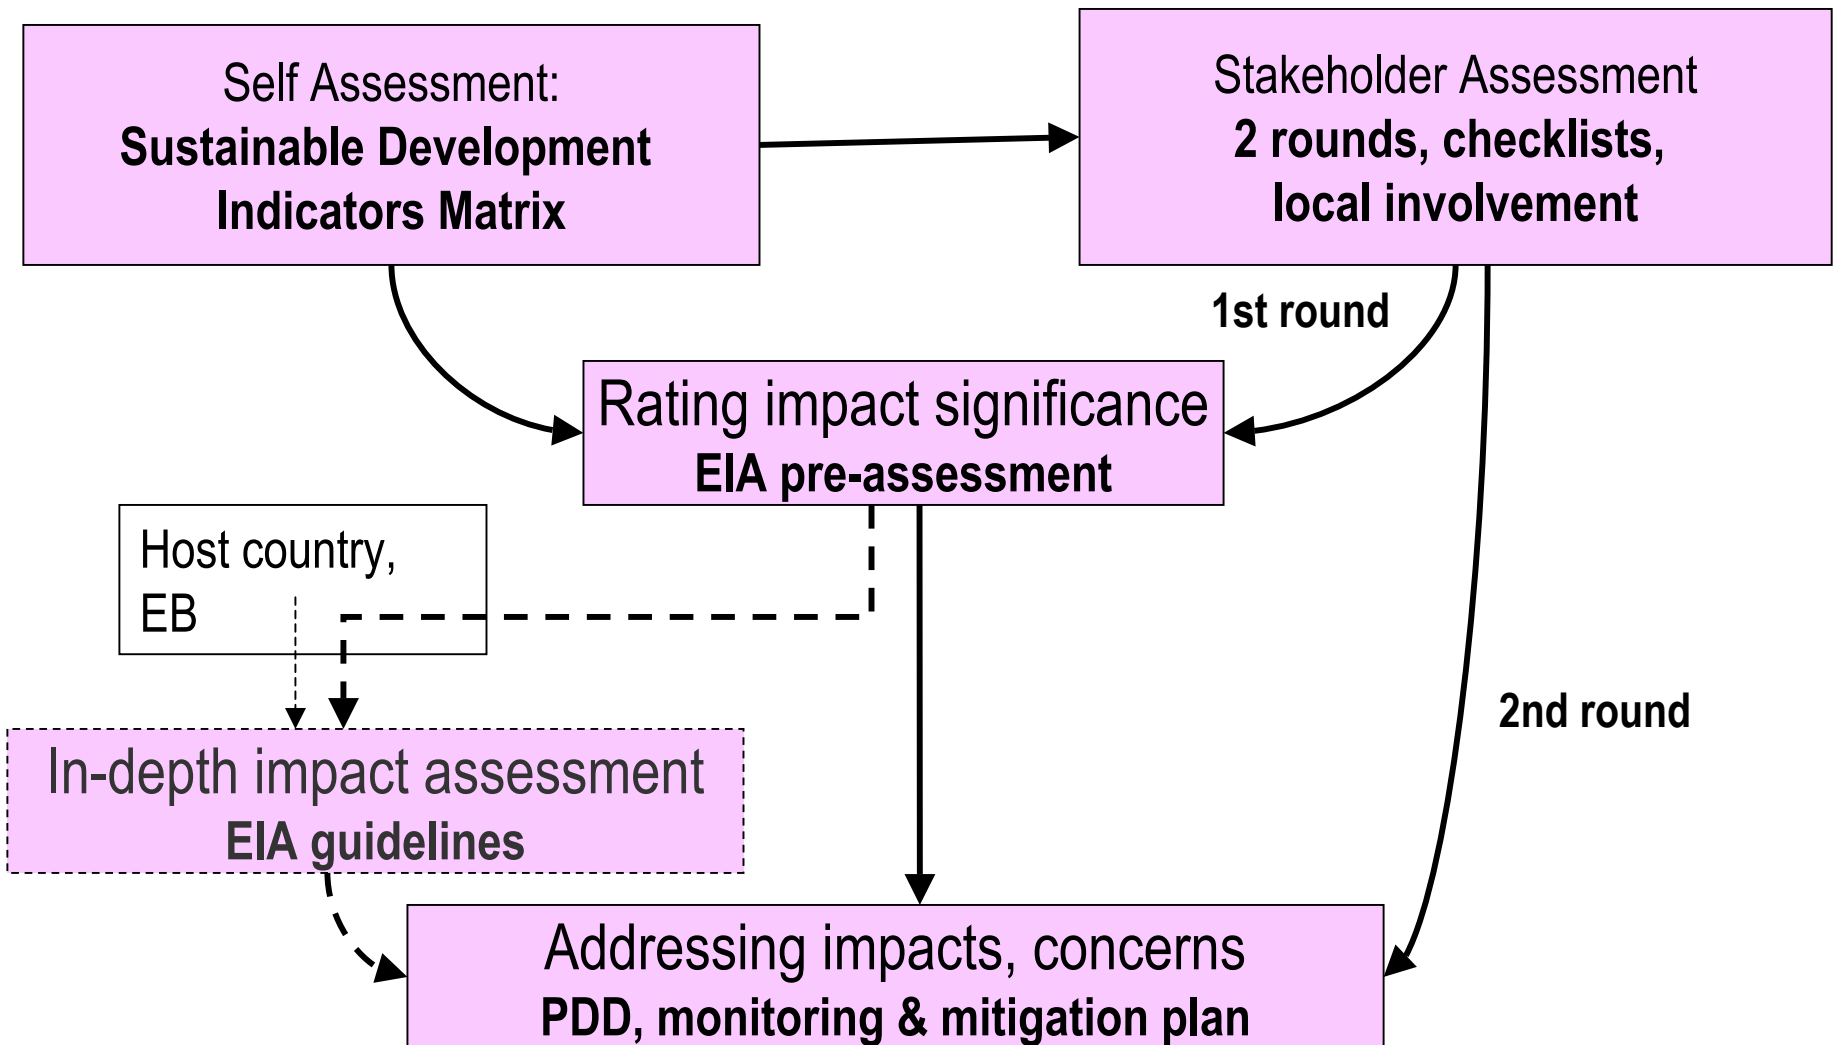 Self Assessment:
Sustainable Development
Indicators Matrix
Stakeholder Assessment
2 rounds, checklists,
local involvement
1st round
Rating impact significance
EIA pre-assessment
Host country,
EB
2nd round
In-depth impact assessment
EIA guidelines
Addressing impacts, concerns
PDD, monitoring & mitigation plan